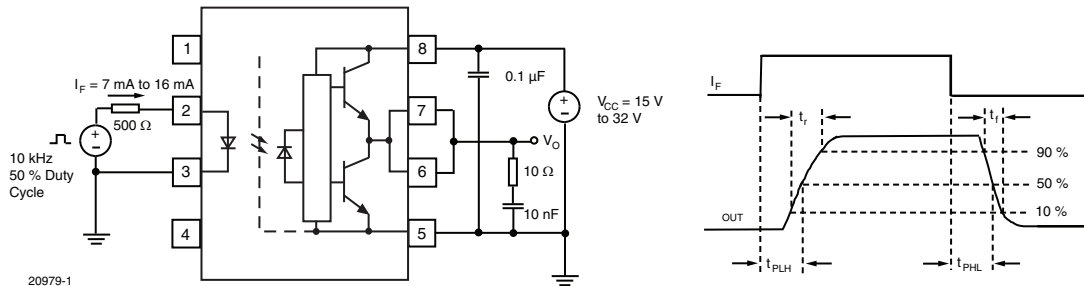 1
8
I_F = 7 mA to 16 mA
0.1 µF
2
7
500 Ω
+
−
V_CC = 15 V
to 32 V
V_O
10 kHz
50 % Duty
Cycle
3
6
10 Ω
10 nF
4
5
20979-1
I_F
t_r
t_f
90 %
50 %
10 %
OUT
t_PLH
t_PHL